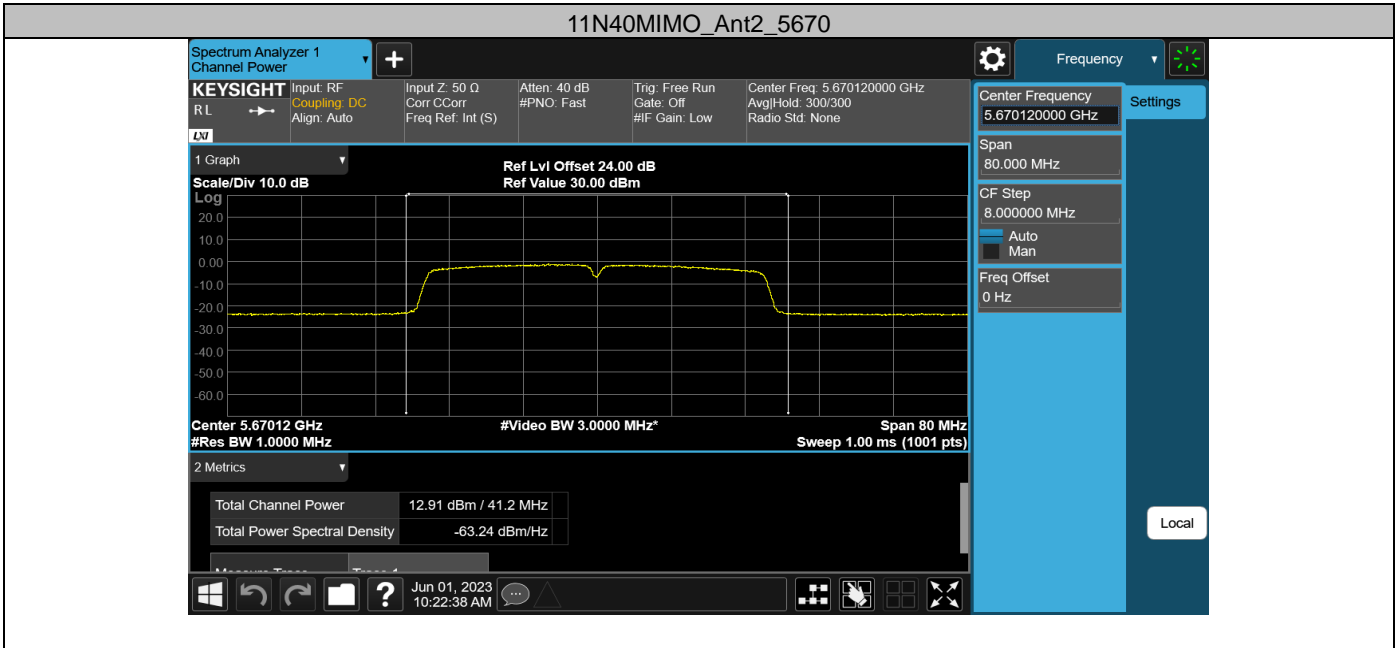 11N40MIMO_Ant2_5670
Spectrum Analyzer 1
Channel Power
+
Frequency
KEYSIGHT
R L
LXI
Input: RF
Coupling: DC
Align: Auto
Input Z: 50 Ω
Corr CCorr
Freq Ref: Int (S)
Atten: 40 dB
#PNO: Fast
Trig: Free Run
Gate: Off
#IF Gain: Low
Center Freq: 5.670120000 GHz
Avg|Hold: 300/300
Radio Std: None
Center Frequency
5.670120000 GHz
Settings
Span
80.000 MHz
CF Step
8.000000 MHz
Auto
Man
Freq Offset
0 Hz
1 Graph
Scale/Div 10.0 dB
Ref Lvl Offset 24.00 dB
Ref Value 30.00 dBm
Log
20.0
10.0
0.00
-10.0
-20.0
-30.0
-40.0
-50.0
-60.0
Center 5.67012 GHz
#Res BW 1.0000 MHz
#Video BW 3.0000 MHz*
Span 80 MHz
Sweep 1.00 ms (1001 pts)
2 Metrics
Total Channel Power 12.91 dBm / 41.2 MHz
Total Power Spectral Density -63.24 dBm/Hz
Measure Trace Trace 1
Local
?
Jun 01, 2023
10:22:38 AM